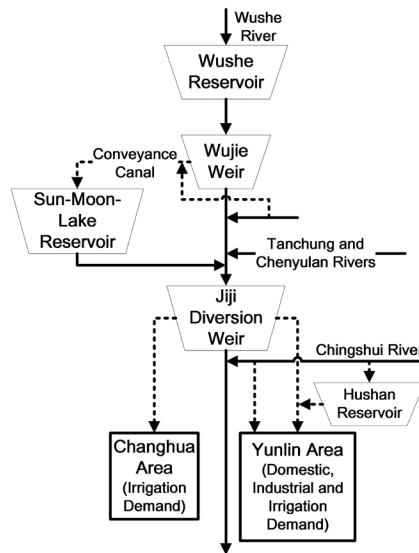 Wushe
River
Wushe
Reservoir
Conveyance
Canal
Wujie
Weir
Sun-Moon-
Lake
Reservoir
Tanchung and
Chenyulan Rivers
Jiji
Diversion
Weir
Chingshui River
Hushan
Reservoir
Changhua
Area
(Irrigation
Demand)
Yunlin Area
(Domestic,
Industrial and
Irrigation
Demand)